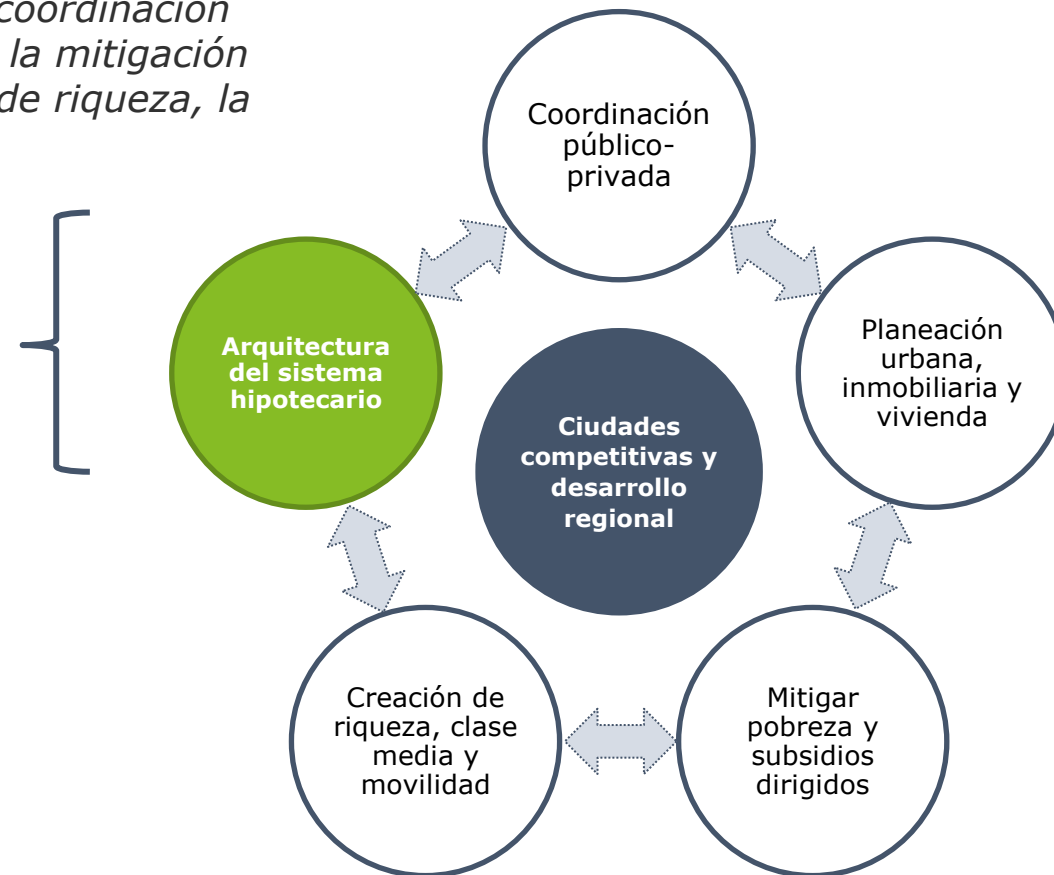 coordinación
la mitigación
de riqueza, la
Coordinación
público-
privada
Arquitectura
del sistema
hipotecario
Planeación
urbana,
inmobiliaria y
vivienda
Ciudades
competitivas y
desarrollo
regional
Creación de
riqueza, clase
media y
movilidad
Mitigar
pobreza y
subsidios
dirigidos